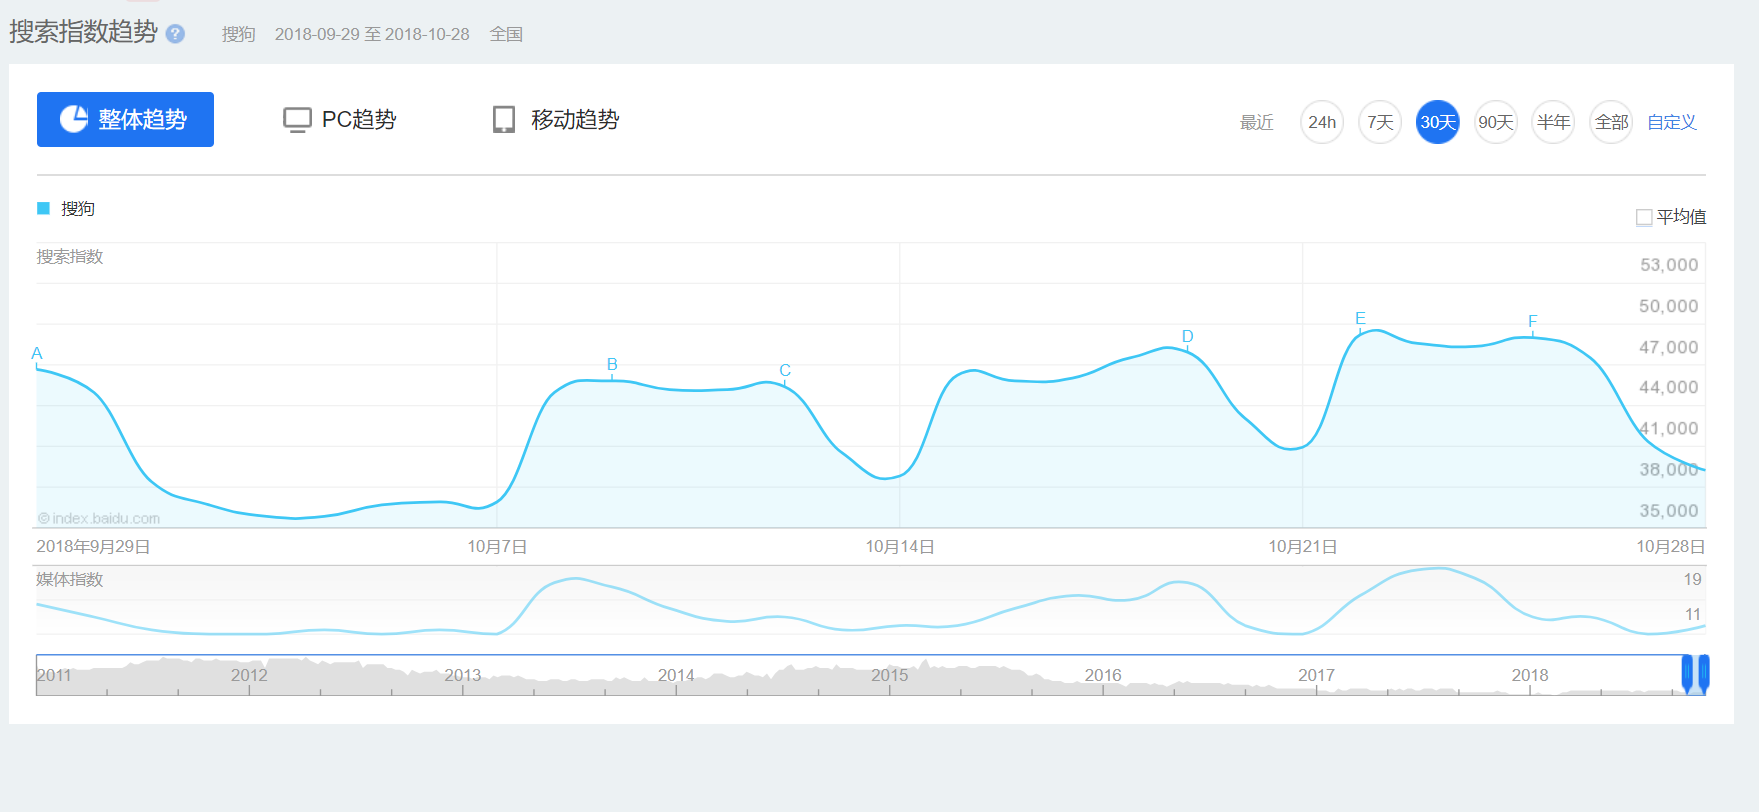 搜索指数趋势 ? 搜狗 2018-09-29 至 2018-10-28 全国
整体趋势 PC趋势 移动趋势 最近 24h 7天 30天 90天 半年 全部 自定义
搜狗
平均值
搜索指数
53,000
50,000
47,000
44,000
41,000
38,000
35,000
A
B
C
D
E
F
©index.baidu.com
2018年9月29日 10月7日 10月14日 10月21日 10月28日
媒体指数
19
11
2011 2012 2013 2014 2015 2016 2017 2018